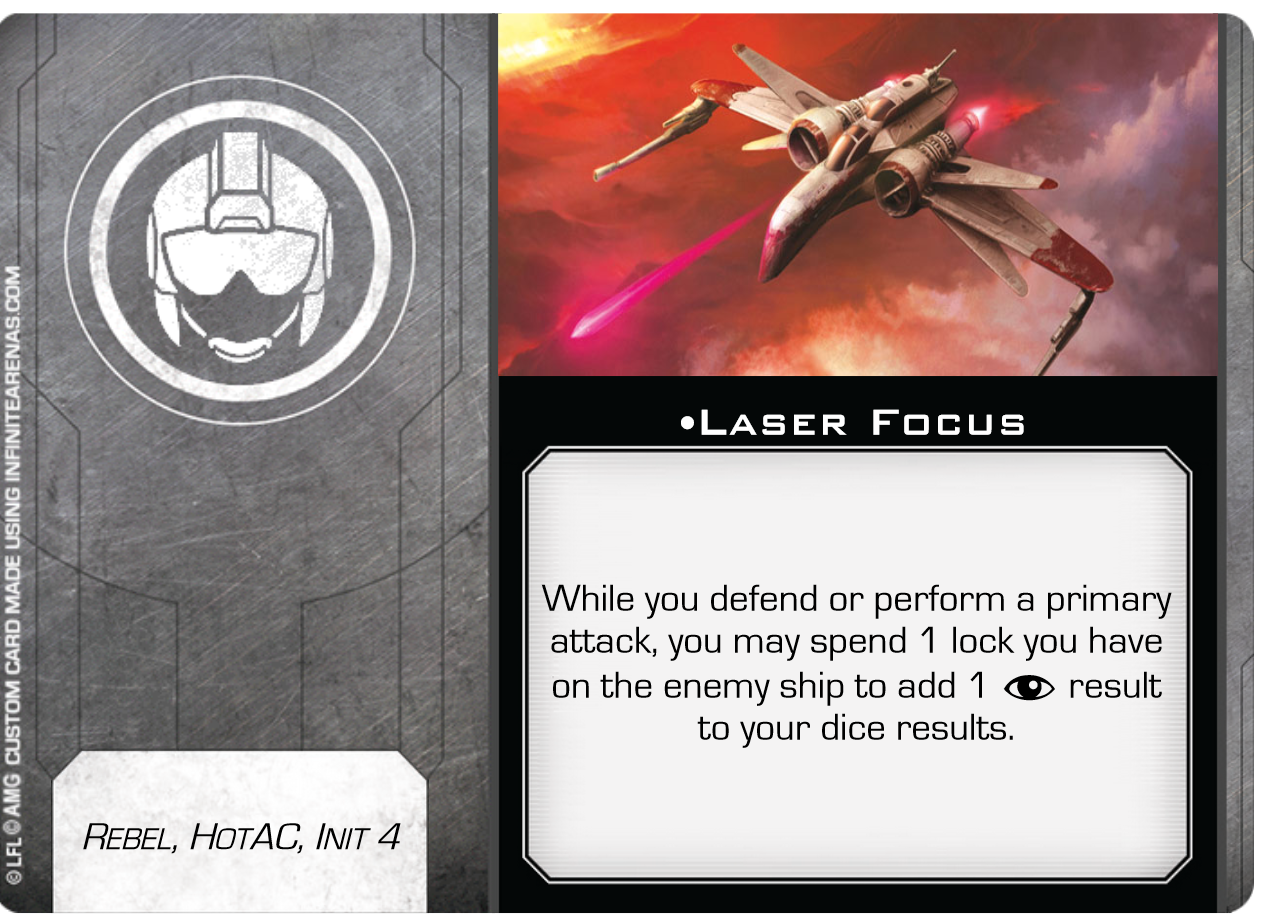 •Laser Focus
While you defend or perform a primary
attack, you may spend 1 lock you have
on the enemy ship to add 1 result
to your dice results.
Rebel, HotAC, Init 4
©LFL ©AMG CUSTOM CARD MADE USING INFINITEARENAS.COM